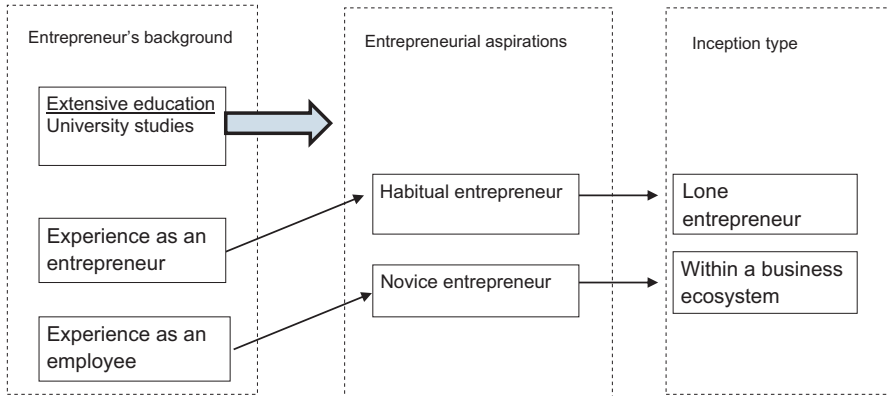 Entrepreneur's background
Extensive education
University studies
Experience as an
entrepreneur
Experience as an
employee
Entrepreneurial aspirations
Habitual entrepreneur
Novice entrepreneur
Inception type
Lone
entrepreneur
Within a business
ecosystem